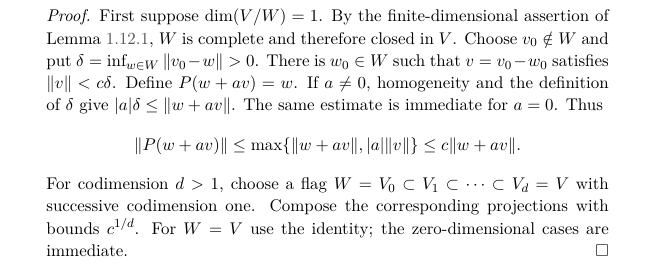 Proof. First suppose dim(V/W) = 1. By the finite-dimensional assertion of
Lemma 1.12.1, W is complete and therefore closed in V. Choose v₀ ∉ W and
put δ = inf_{w∈W} ‖v₀−w‖ > 0. There is w₀ ∈ W such that v = v₀−w₀ satisfies
‖v‖ < cδ. Define P(w + av) = w. If a ≠ 0, homogeneity and the definition
of δ give |a|δ ≤ ‖w + av‖. The same estimate is immediate for a = 0. Thus
‖P(w + av)‖ ≤ max{‖w + av‖, |a|‖v‖} ≤ c‖w + av‖.
For codimension d > 1, choose a flag W = V₀ ⊂ V₁ ⊂ ⋯ ⊂ V_d = V with
successive codimension one. Compose the corresponding projections with
bounds c^{1/d}. For W = V use the identity; the zero-dimensional cases are
immediate. □